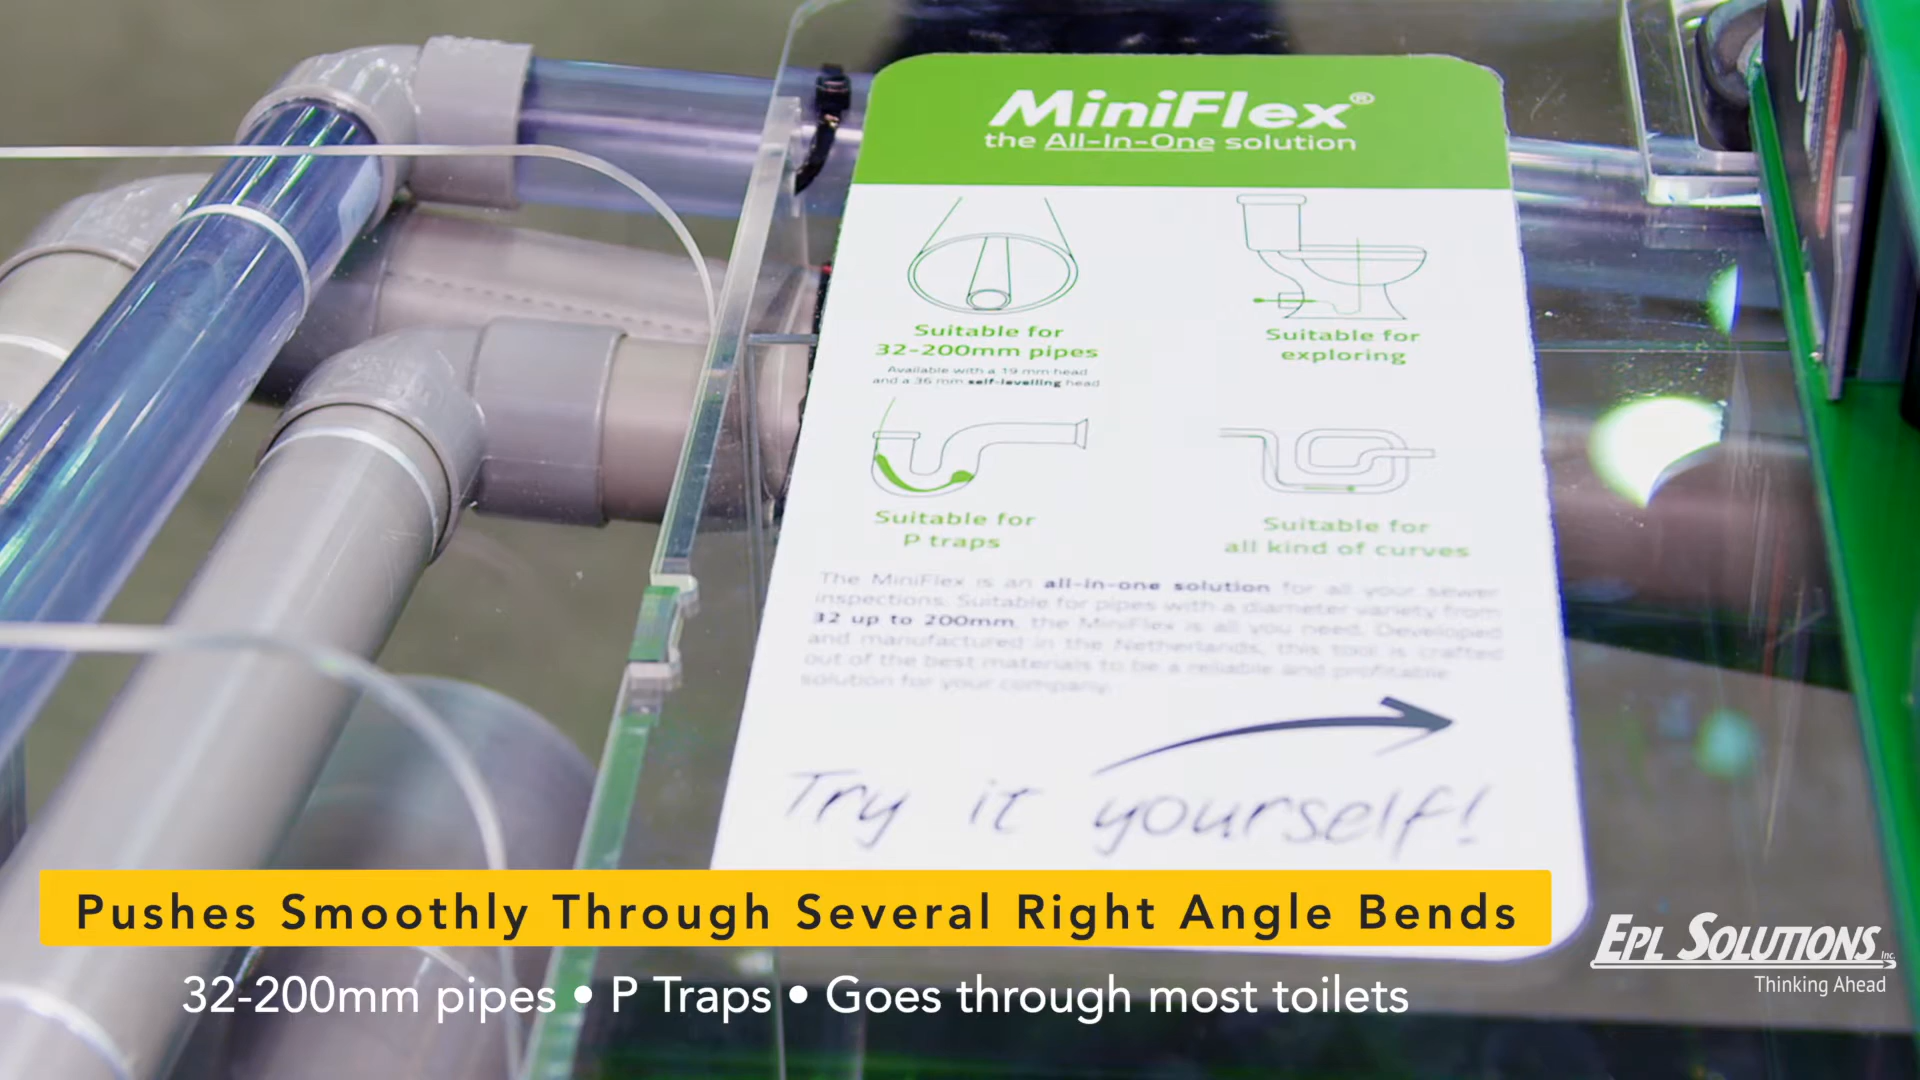 MiniFlex®
the All-In-One solution
Suitable for
32-200mm pipes
Available with a 19 mm head
and a 36 mm self-levelling head
Suitable for
exploring
Suitable for
P traps
Suitable for
all kind of curves
The MiniFlex is an all-in-one solution for all your sewer
inspections. Suitable for pipes with a diameter variety from
32 up to 200mm, the MiniFlex is all you need. Developed
and manufactured in the Netherlands, this tool is crafted
out of the best materials to be a reliable and profitable
solution for your company.
Try it yourself!
Pushes Smoothly Through Several Right Angle Bends
32-200mm pipes • P Traps • Goes through most toilets
EPL SOLUTIONS Inc.
Thinking Ahead